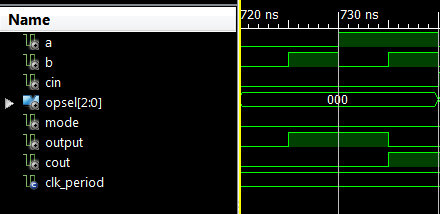 Name
720 ns
730 ns
a
b
cin
opsel[2:0]
000
mode
output
cout
clk_period